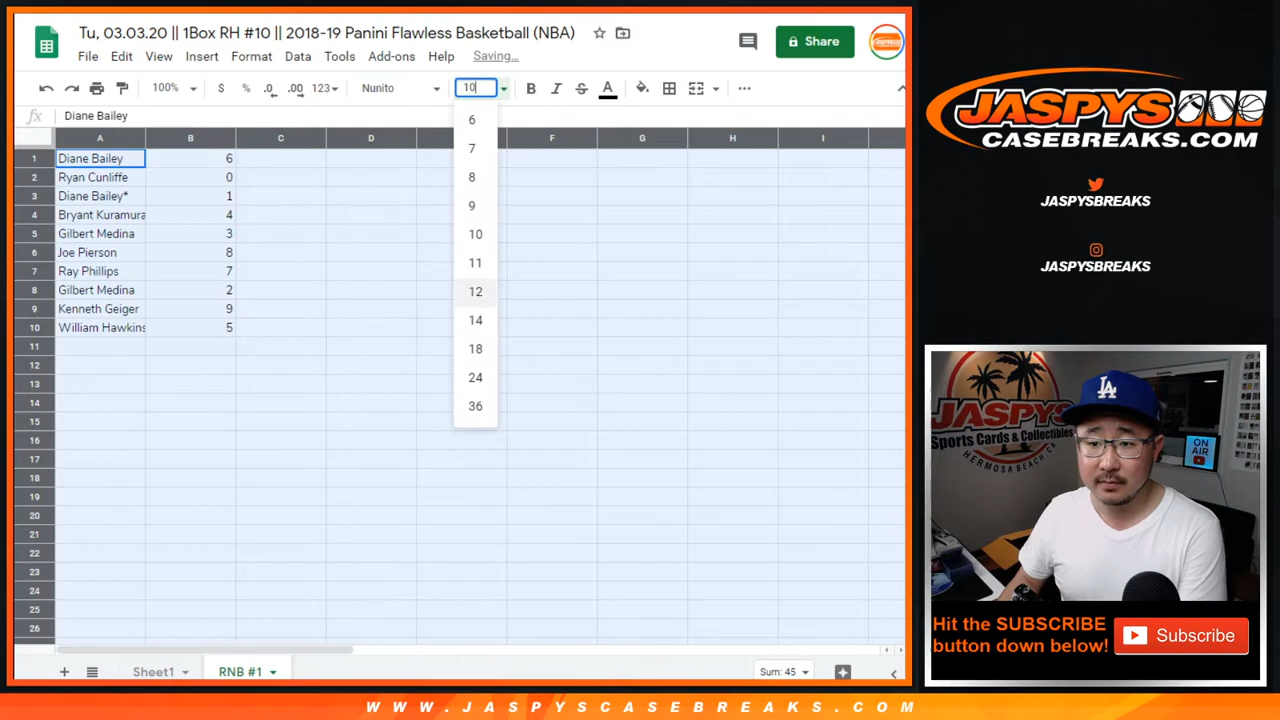 Tu, 03.03.20 || 1Box RH #10 || 2018-19 Panini Flawless Basketball (NBA)
File Edit View Insert Format Data Tools Add-ons Help Saving...
Share
100% $ % .0 .00 123 Nunito 10 B I S A
fx Diane Bailey
A B C D F G H I
1 Diane Bailey 6
2 Ryan Cunliffe 0
3 Diane Bailey* 1
4 Bryant Kuramura 4
5 Gilbert Medina 3
6 Joe Pierson 8
7 Ray Phillips 7
8 Gilbert Medina 2
9 Kenneth Geiger 9
10 William Hawkins 5
11
12
13
14
15
16
17
18
19
20
21
22
23
24
25
26
6
7
8
9
10
11
12
14
18
24
36
Sheet1
RNB #1
Sum: 45
JASPYS
CASEBREAKS.COM
JASPYSBREAKS
JASPYSBREAKS
JASPYS
Sports Cards & Collectibles
HERMOSA BEACH, CA
LA
ON
AIR
Hit the SUBSCRIBE
button down below!
Subscribe
WWW.JASPYSCASEBREAKS.COM